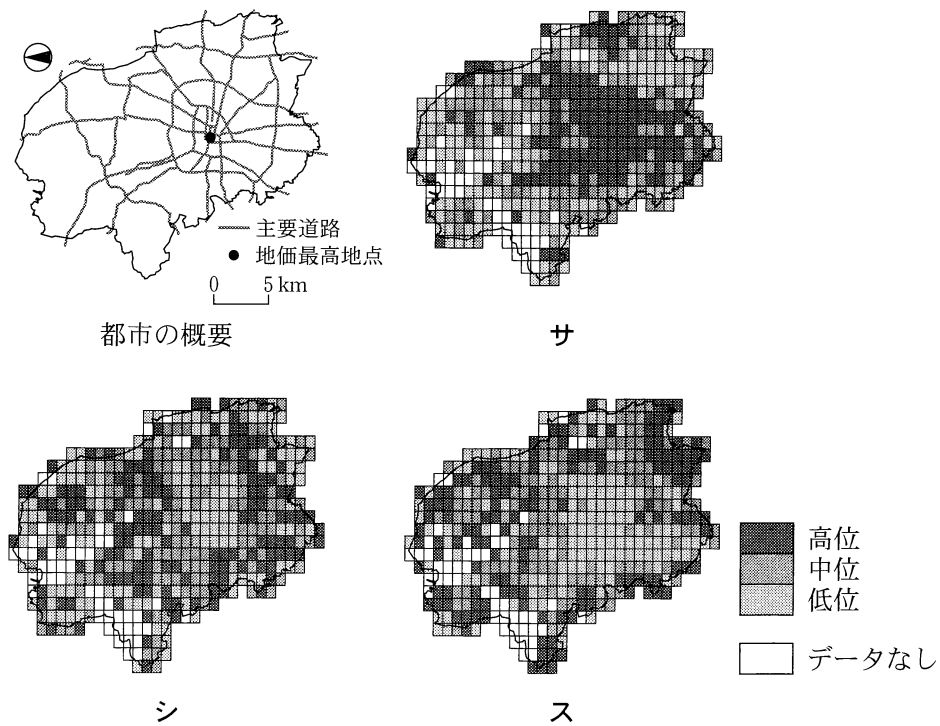 主要道路
地価最高地点
0 5 km
都市の概要
サ
シ
ス
高位
中位
低位
データなし